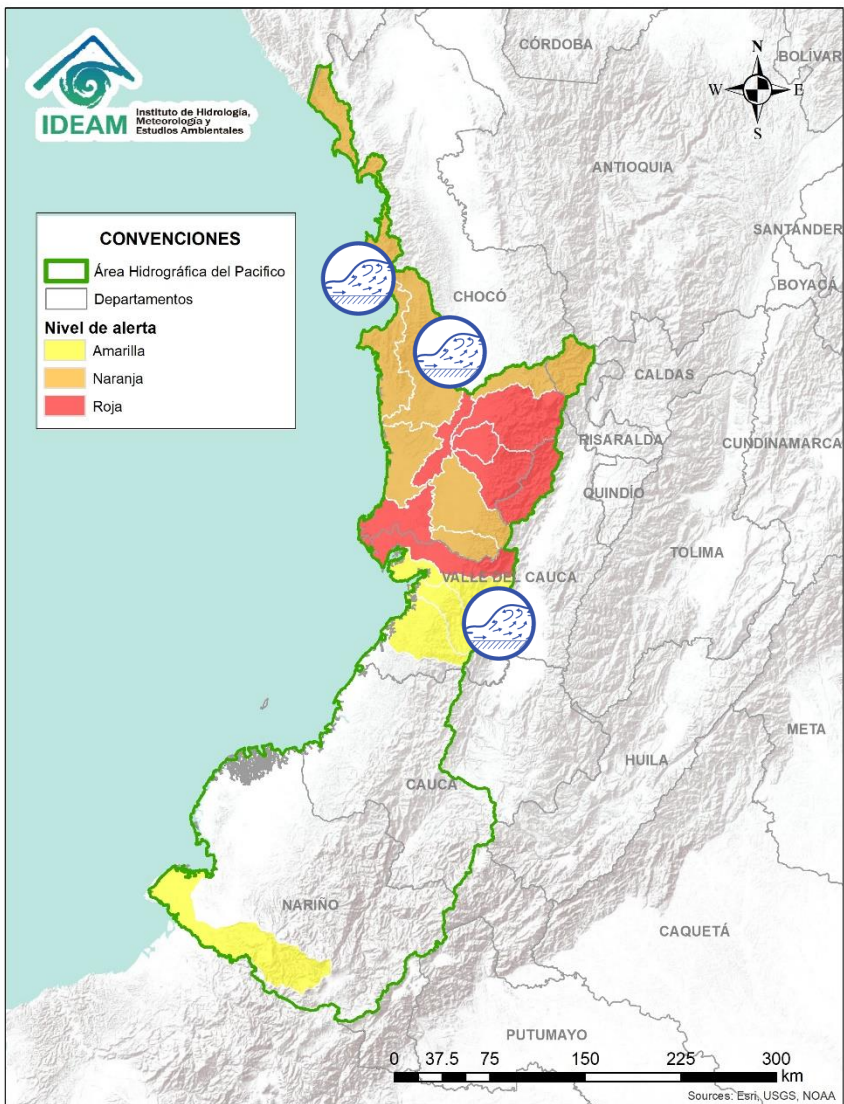 IDEAM
Instituto de Hidrología,
Meteorología y
Estudios Ambientales
N
W
E
S
CONVENCIONES
Área Hidrográfica del Pacifico
Departamentos
Nivel de alerta
Amarilla
Naranja
Roja
CÓRDOBA
BOLÍVAR
ANTIOQUIA
SANTANDER
BOYACÁ
CHOCÓ
CALDAS
RISARALDA
CUNDINAMARCA
QUINDÍO
TOLIMA
VALLE DEL CAUCA
META
HUILA
CAUCA
NARIÑO
CAQUETÁ
PUTUMAYO
0 37.5 75 150 225 300
km
Sources: Esri, USGS, NOAA